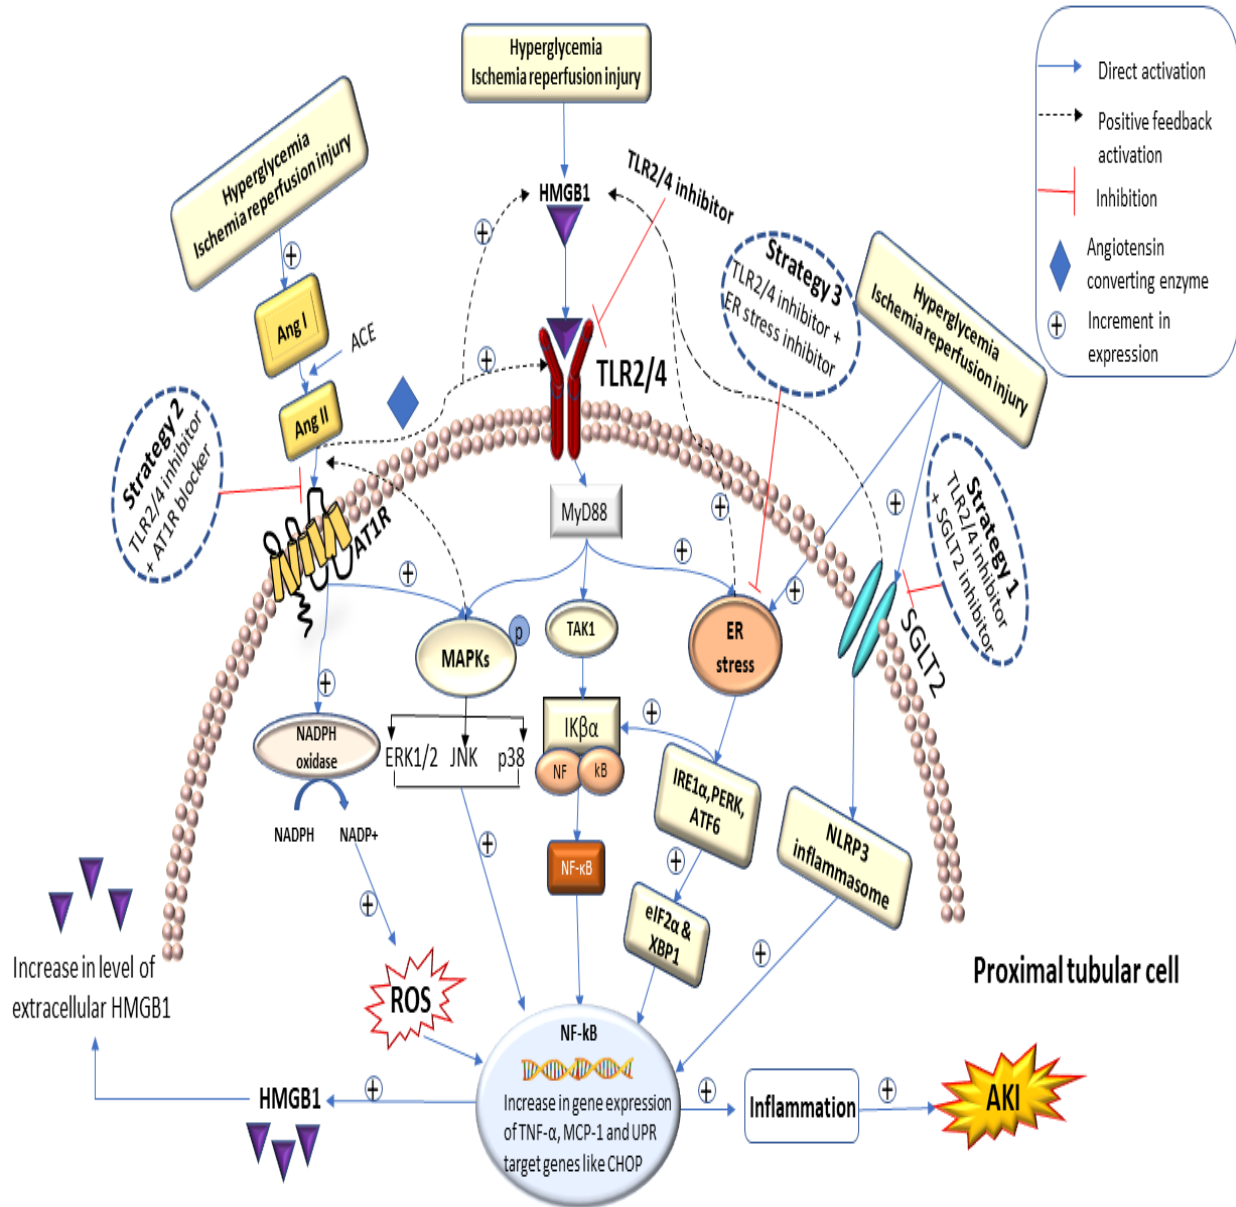 Hyperglycemia
Ischemia reperfusion injury
Direct activation
Positive feedback
activation
Inhibition
Angiotensin
converting enzyme
Increment in
expression
Hyperglycemia
Ischemia reperfusion injury
HMGB1
TLR2/4 inhibitor
Strategy 3
TLR2/4 inhibitor +
ER stress inhibitor
Hyperglycemia
Ischemia reperfusion injury
Ang I
ACE
Ang II
TLR2/4
Strategy 2
TLR2/4 inhibitor
+ AT1R blocker
AT1R
MyD88
Strategy 1
TLR2/4 inhibitor
+ SGLT2 inhibitor
SGLT2
MAPKs
p
TAK1
ER
stress
NADPH
oxidase
ERK1/2 JNK p38
IKβα
NF kB
IRE1α,PERK,
ATF6
NADPH NADP+
NLRP3
inflammasome
NF-κB
eIF2α &
XBP1
Increase in level of
extracellular HMGB1
ROS
Proximal tubular cell
NF-kB
Increase in gene expression
of TNF-α, MCP-1 and UPR
target genes like CHOP
HMGB1
Inflammation
AKI